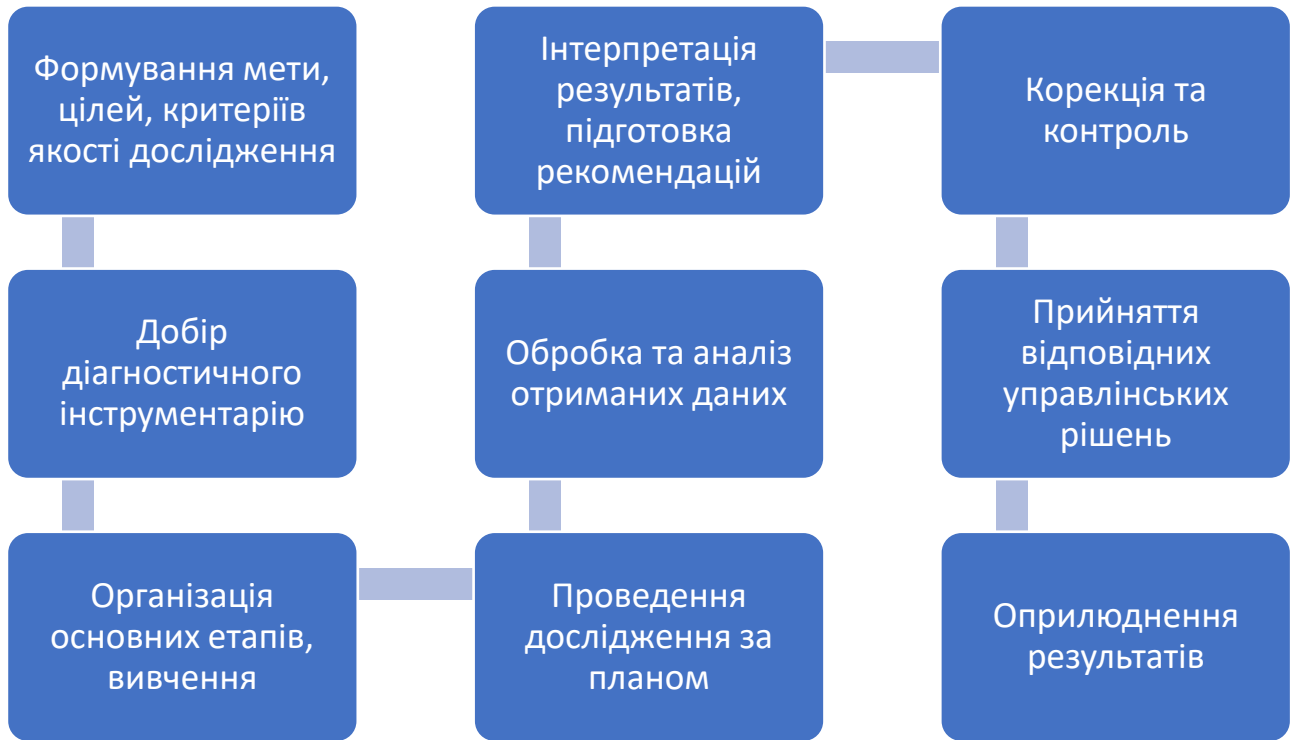 Формування мети,
цілей, критеріїв
якості дослідження
Добір
діагностичного
інструментарію
Організація
основних етапів,
вивчення
Проведення
дослідження за
планом
Обробка та аналіз
отриманих даних
Інтерпретація
результатів,
підготовка
рекомендацій
Корекція та
контроль
Прийняття
відповідних
управлінських
рішень
Оприлюднення
результатів